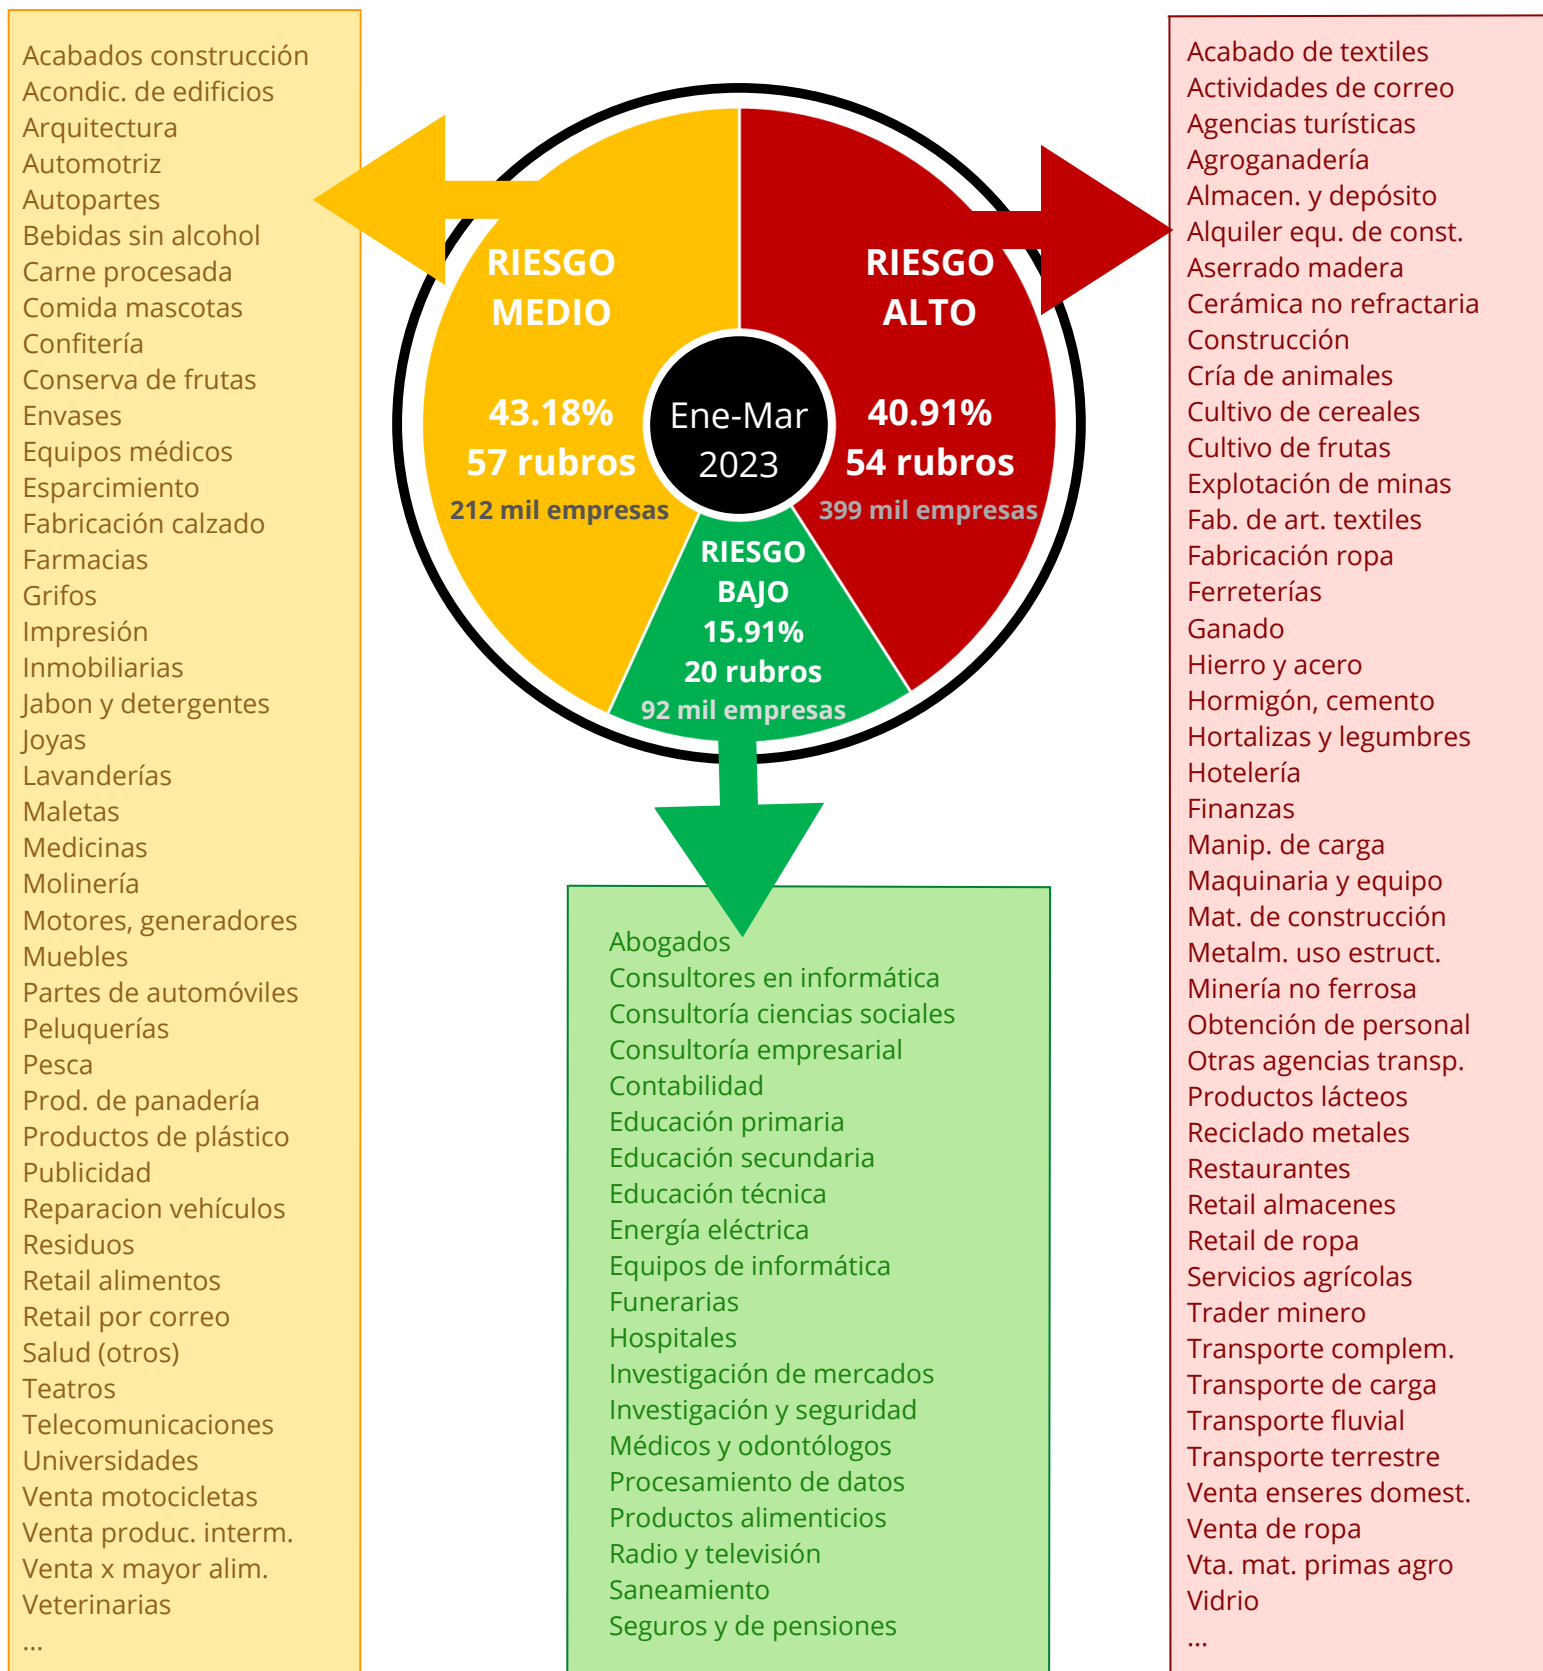 Acabados construcción
Acondic. de edificios
Arquitectura
Automotriz
Autopartes
Bebidas sin alcohol
Carne procesada
Comida mascotas
Confitería
Conserva de frutas
Envases
Equipos médicos
Esparcimiento
Fabricación calzado
Farmacias
Grifos
Impresión
Inmobiliarias
Jabon y detergentes
Joyas
Lavanderías
Maletas
Medicinas
Molinería
Motores, generadores
Muebles
Partes de automóviles
Peluquerías
Pesca
Prod. de panadería
Productos de plástico
Publicidad
Reparacion vehículos
Residuos
Retail alimentos
Retail por correo
Salud (otros)
Teatros
Telecomunicaciones
Universidades
Venta motocicletas
Venta produc. interm.
Venta x mayor alim.
Veterinarias
...
RIESGO
MEDIO
43.18%
57 rubros
212 mil empresas
Ene-Mar
2023
RIESGO
ALTO
40.91%
54 rubros
399 mil empresas
RIESGO
BAJO
15.91%
20 rubros
92 mil empresas
Abogados
Consultores en informática
Consultoría ciencias sociales
Consultoría empresarial
Contabilidad
Educación primaria
Educación secundaria
Educación técnica
Energía eléctrica
Equipos de informática
Funerarias
Hospitales
Investigación de mercados
Investigación y seguridad
Médicos y odontólogos
Procesamiento de datos
Productos alimenticios
Radio y televisión
Saneamiento
Seguros y de pensiones
Acabado de textiles
Actividades de correo
Agencias turísticas
Agroganadería
Almacen. y depósito
Alquiler equ. de const.
Aserrado madera
Cerámica no refractaria
Construcción
Cría de animales
Cultivo de cereales
Cultivo de frutas
Explotación de minas
Fab. de art. textiles
Fabricación ropa
Ferreterías
Ganado
Hierro y acero
Hormigón, cemento
Hortalizas y legumbres
Hotelería
Finanzas
Manip. de carga
Maquinaria y equipo
Mat. de construcción
Metalm. uso estruct.
Minería no ferrosa
Obtención de personal
Otras agencias transp.
Productos lácteos
Reciclado metales
Restaurantes
Retail almacenes
Retail de ropa
Servicios agrícolas
Trader minero
Transporte complem.
Transporte de carga
Transporte fluvial
Transporte terrestre
Venta enseres domest.
Venta de ropa
Vta. mat. primas agro
Vidrio
...